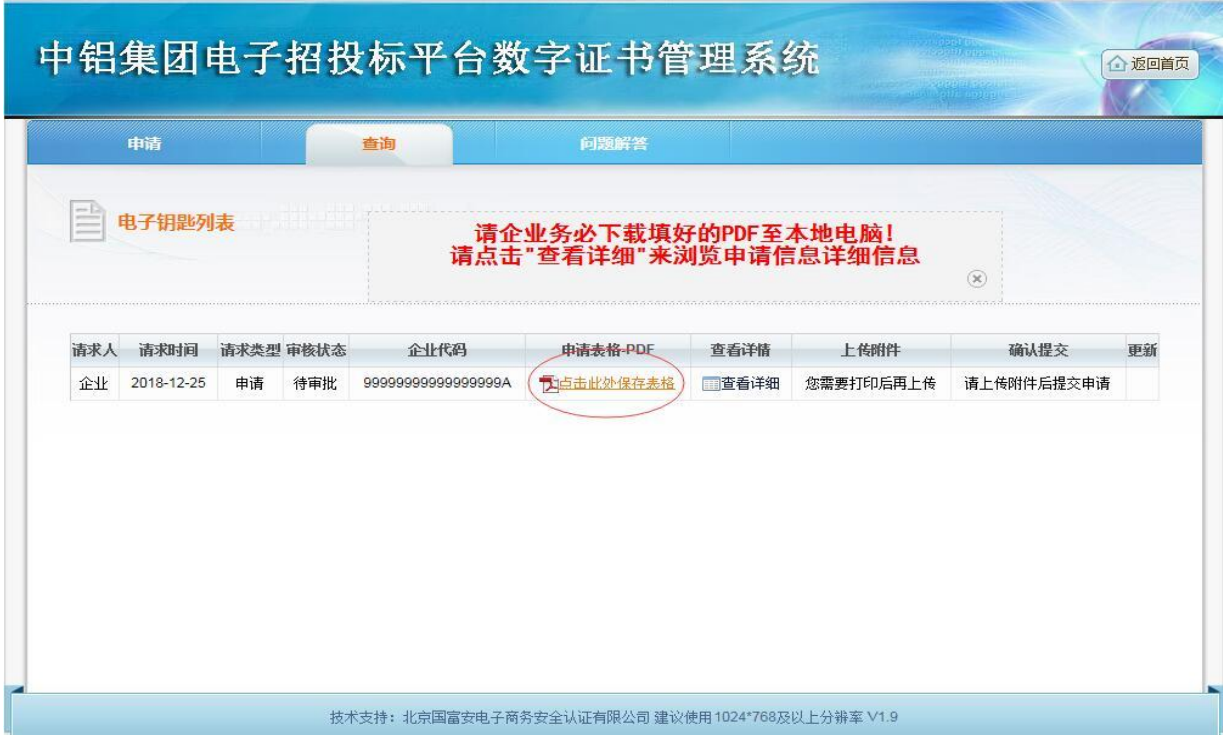 中铝集团电子招投标平台数字证书管理系统
返回首页
申请 查询 问题解答
电子钥匙列表
请企业务必下载填好的PDF至本地电脑!
请点击"查看详细"来浏览申请信息详细信息
请求人 请求时间 请求类型 审核状态 企业代码 申请表格-PDF 查看详情 上传附件 确认提交 更新
企业 2018-12-25 申请 待审批 99999999999999999A 点击此处保存表格 查看详细 您需要打印后再上传 请上传附件后提交申请
技术支持：北京国富安电子商务安全认证有限公司 建议使用1024*768及以上分辨率 V1.9